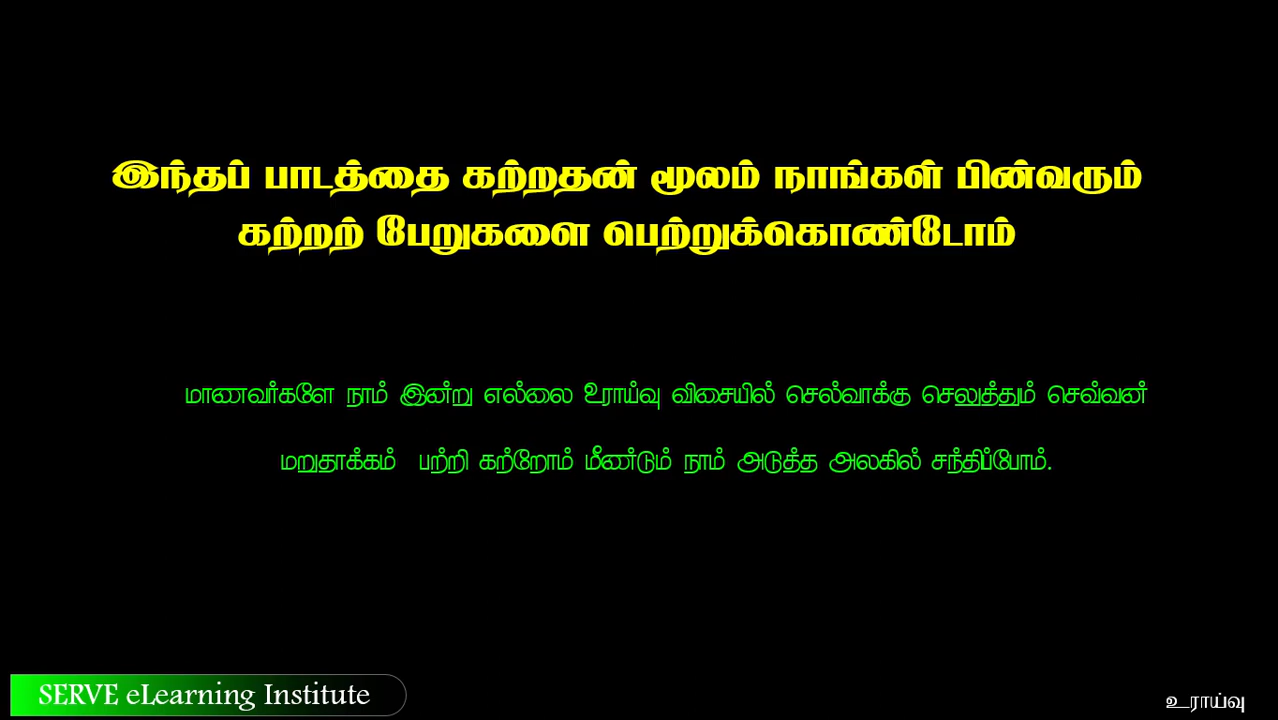 இந்தப் பாடத்தை கற்றதன் மூலம் நாங்கள் பின்வரும்
கற்றற் பேறுகளை பெற்றுக்கொண்டோம்
மாணவர்களே நாம் இன்று எல்லை உராய்வு விசையில் செல்வாக்கு செலுத்தும் செவ்வன்
மறுதாக்கம் பற்றி கற்றோம் மீண்டும் நாம் அடுத்த அலகில் சந்திப்போம்.
SERVE eLearning Institute
உராய்வு